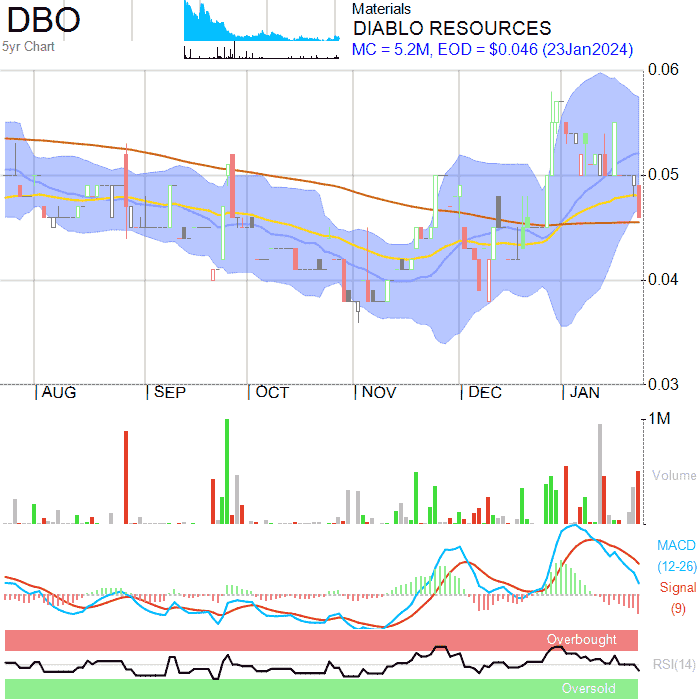 DBO
5yr Chart
Materials
DIABLO RESOURCES
MC = 5.2M, EOD = $0.046 (23Jan2024)
0.06
0.05
0.04
0.03
AUG SEP OCT NOV DEC JAN
1M
Volume
MACD
(12-26)
Signal
(9)
Overbought
RSI(14)
Oversold